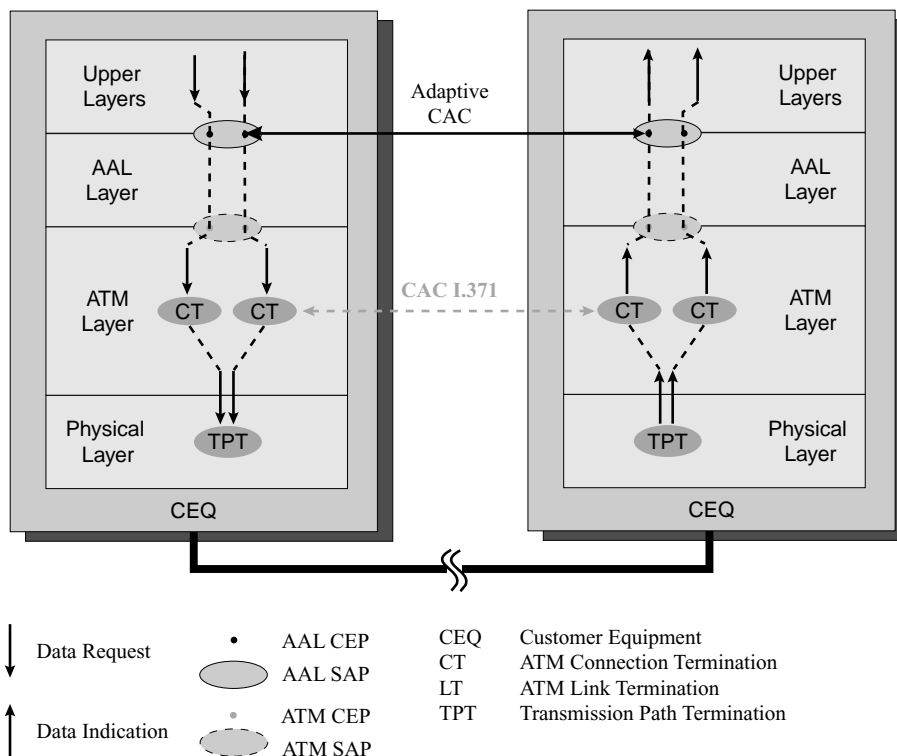 Upper
Layers
AAL
Layer
ATM
Layer
Physical
Layer
CT
CT
TPT
CEQ
Adaptive
CAC
CAC I.371
Upper
Layers
AAL
Layer
ATM
Layer
Physical
Layer
CT
CT
TPT
CEQ
Data Request
Data Indication
AAL CEP
AAL SAP
ATM CEP
ATM SAP
CEQ Customer Equipment
CT ATM Connection Termination
LT ATM Link Termination
TPT Transmission Path Termination